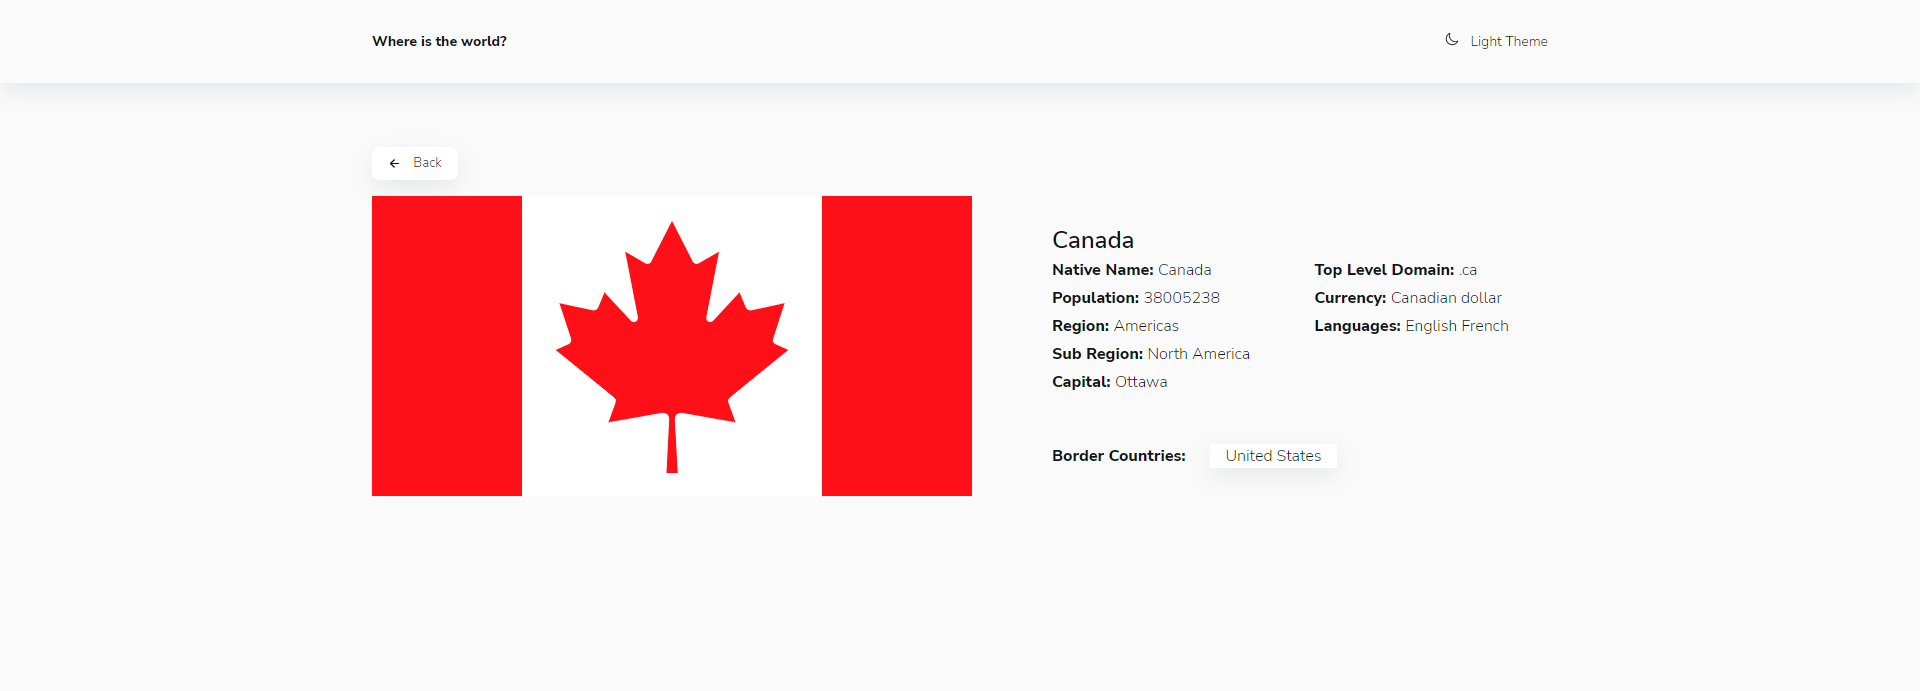 Where is the world?
Light Theme
Back
Canada
Native Name: Canada
Population: 38005238
Region: Americas
Sub Region: North America
Capital: Ottawa
Top Level Domain: .ca
Currency: Canadian dollar
Languages: English French
Border Countries: United States